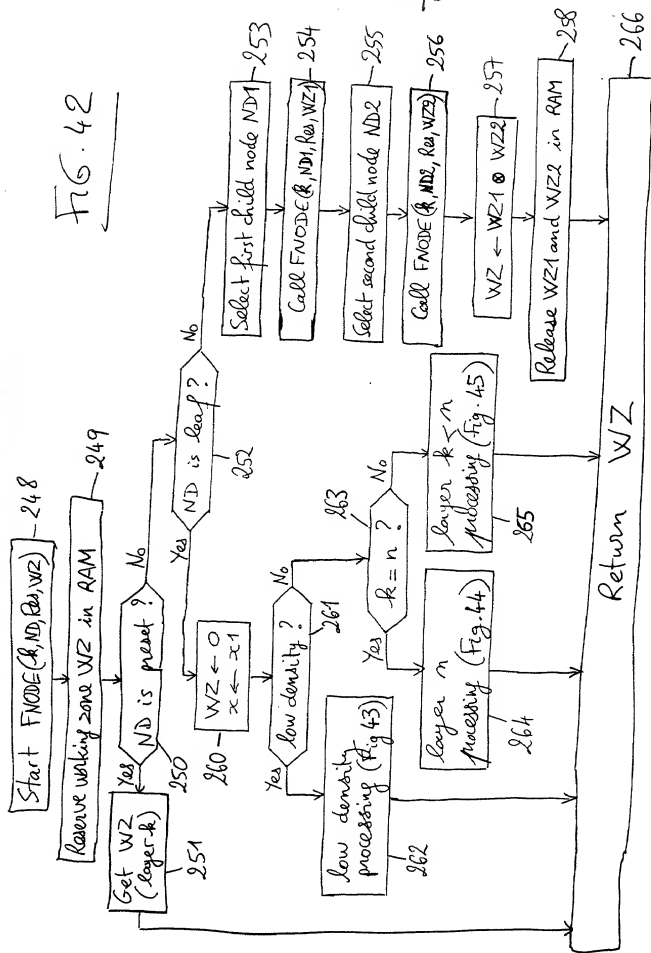 FIG. 42
Start FNODE(k,ND,Res,WZ)
248
Reserve working zone WZ in RAM
249
ND is preset ?
Yes
No
250
Get WZ
(layer k)
251
ND is leaf ?
Yes
No
252
Select first child node ND1
253
Call FNODE(k,ND1,Res,WZ1)
254
Select second child node ND2
255
Call FNODE(k,ND2,Res,WZ2)
256
WZ ← WZ1 ⊗ WZ2
257
Release WZ1 and WZ2 in RAM
258
WZ ← 0
x ← x1
260
low density ?
Yes
No
261
low density
processing (Fig 43)
262
k = n ?
Yes
No
263
layer n
processing (Fig. 44)
264
layer k < n
processing (Fig. 45)
265
Return WZ
266